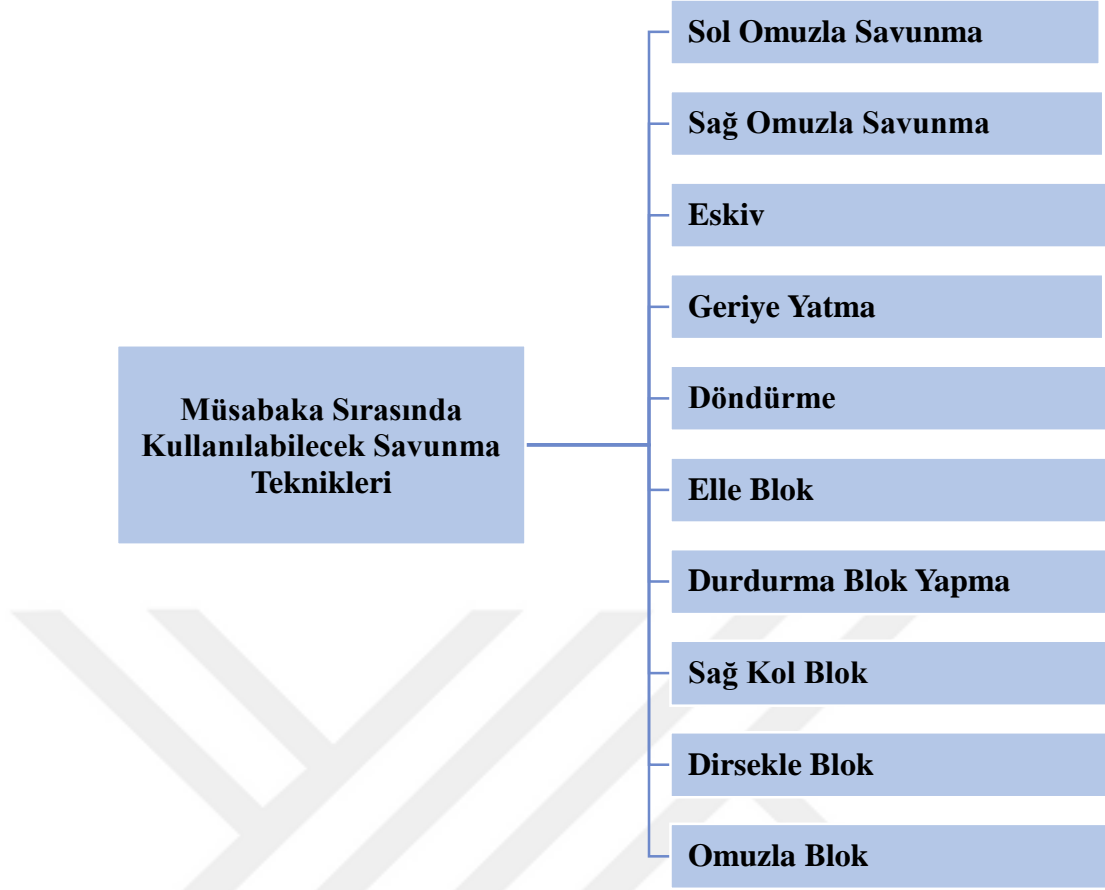 Müsabaka Sırasında
Kullanılabilecek Savunma
Teknikleri
Sol Omuzla Savunma
Sağ Omuzla Savunma
Eskiv
Geriye Yatma
Döndürme
Elle Blok
Durdurma Blok Yapma
Sağ Kol Blok
Dirsekle Blok
Omuzla Blok